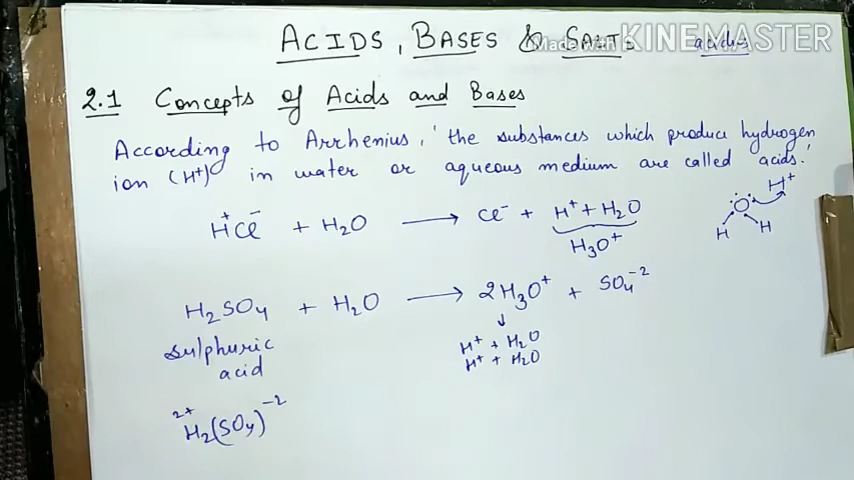 ACIDS, BASES & SALTS
Made with KINEMASTER
acids
2.1 Concepts of Acids and Bases
According to Arrhenius, 'the substances which produce hydrogen
ion (H⁺) in water or aqueous medium are called acids.'
H⁺Cl⁻ + H₂O ⟶ Cl⁻ + H⁺ + H₂O
H₃O⁺
H⁺
O
H H
H₂SO₄ + H₂O ⟶ 2H₃O⁺ + SO₄⁻²
sulphuric
acid
↓
H⁺ + H₂O
H⁺ + H₂O
²⁺H₂(SO₄)⁻²